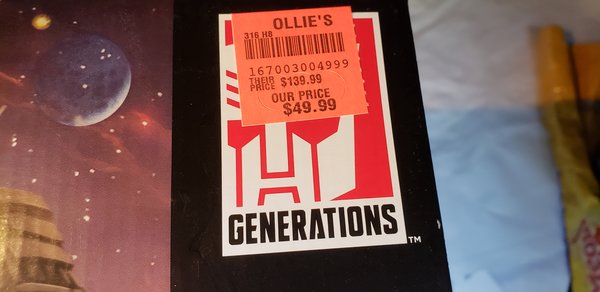 OLLIE'S
316 H8
167003004999
THEIR PRICE $139.99
OUR PRICE
$49.99
GENERATIONS
TM